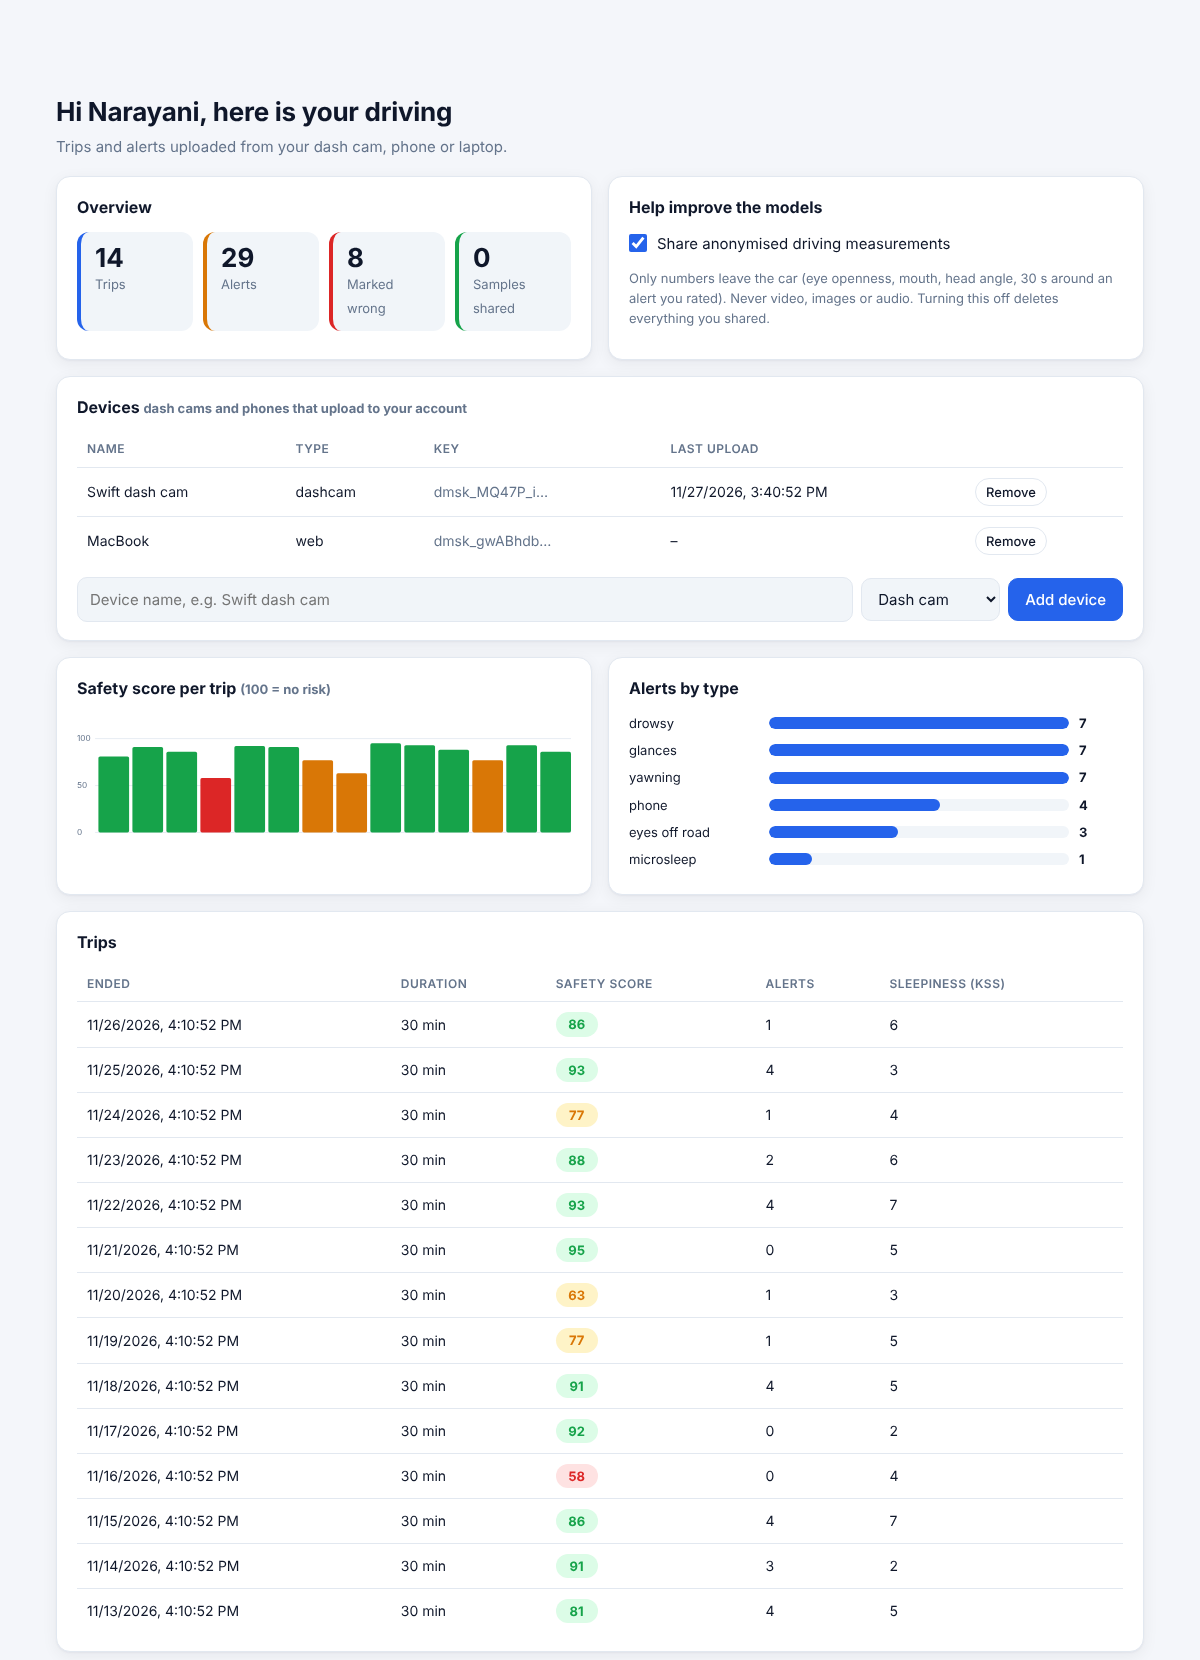 Hi Narayani, here is your driving
Trips and alerts uploaded from your dash cam, phone or laptop.
Overview
14
Trips
29
Alerts
8
Marked
wrong
0
Samples
shared
Help improve the models
Share anonymised driving measurements
Only numbers leave the car (eye openness, mouth, head angle, 30 s around an
alert you rated). Never video, images or audio. Turning this off deletes
everything you shared.
Devices dash cams and phones that upload to your account
NAME TYPE KEY LAST UPLOAD
Swift dash cam dashcam dmsk_MQ47P_i... 11/27/2026, 3:40:52 PM Remove
MacBook web dmsk_gwABhdb... – Remove
Device name, e.g. Swift dash cam Dash cam Add device
Safety score per trip (100 = no risk)
100
50
0
Alerts by type
drowsy 7
glances 7
yawning 7
phone 4
eyes off road 3
microsleep 1
Trips
ENDED DURATION SAFETY SCORE ALERTS SLEEPINESS (KSS)
11/26/2026, 4:10:52 PM 30 min 86 1 6
11/25/2026, 4:10:52 PM 30 min 93 4 3
11/24/2026, 4:10:52 PM 30 min 77 1 4
11/23/2026, 4:10:52 PM 30 min 88 2 6
11/22/2026, 4:10:52 PM 30 min 93 4 7
11/21/2026, 4:10:52 PM 30 min 95 0 5
11/20/2026, 4:10:52 PM 30 min 63 1 3
11/19/2026, 4:10:52 PM 30 min 77 1 5
11/18/2026, 4:10:52 PM 30 min 91 4 5
11/17/2026, 4:10:52 PM 30 min 92 0 2
11/16/2026, 4:10:52 PM 30 min 58 0 4
11/15/2026, 4:10:52 PM 30 min 86 4 7
11/14/2026, 4:10:52 PM 30 min 91 3 2
11/13/2026, 4:10:52 PM 30 min 81 4 5